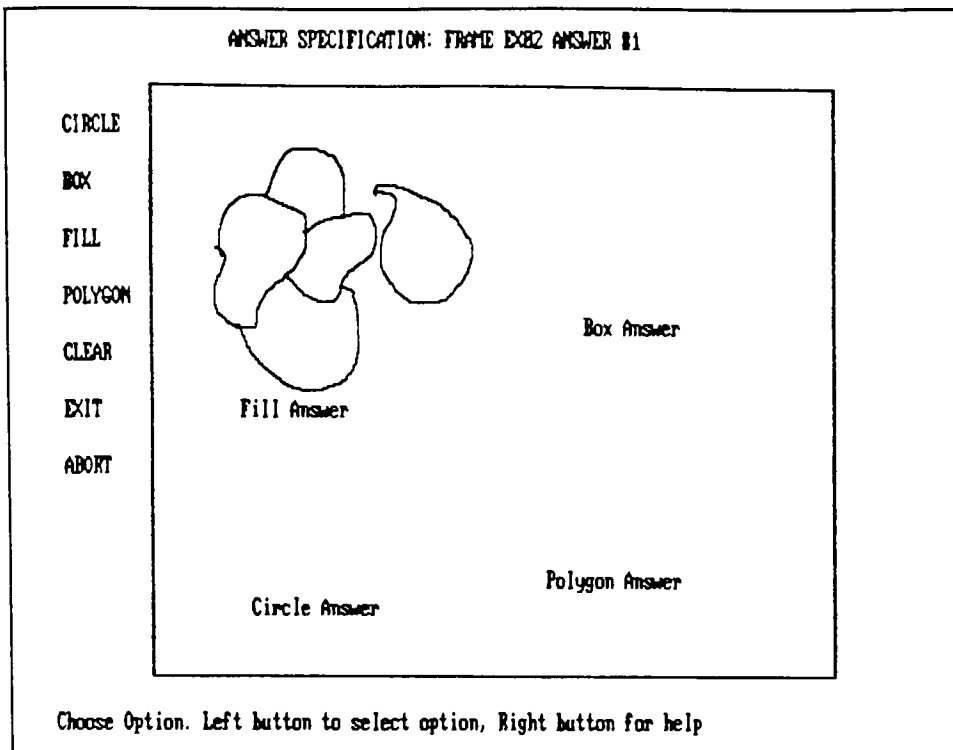 ANSWER SPECIFICATION: FRAME EX02 ANSWER #1
CIRCLE
BOX
FILL
POLYGON
CLEAR
EXIT
ABORT
Box Answer
Fill Answer
Polygon Answer
Circle Answer
Choose Option. Left button to select option, Right button for help